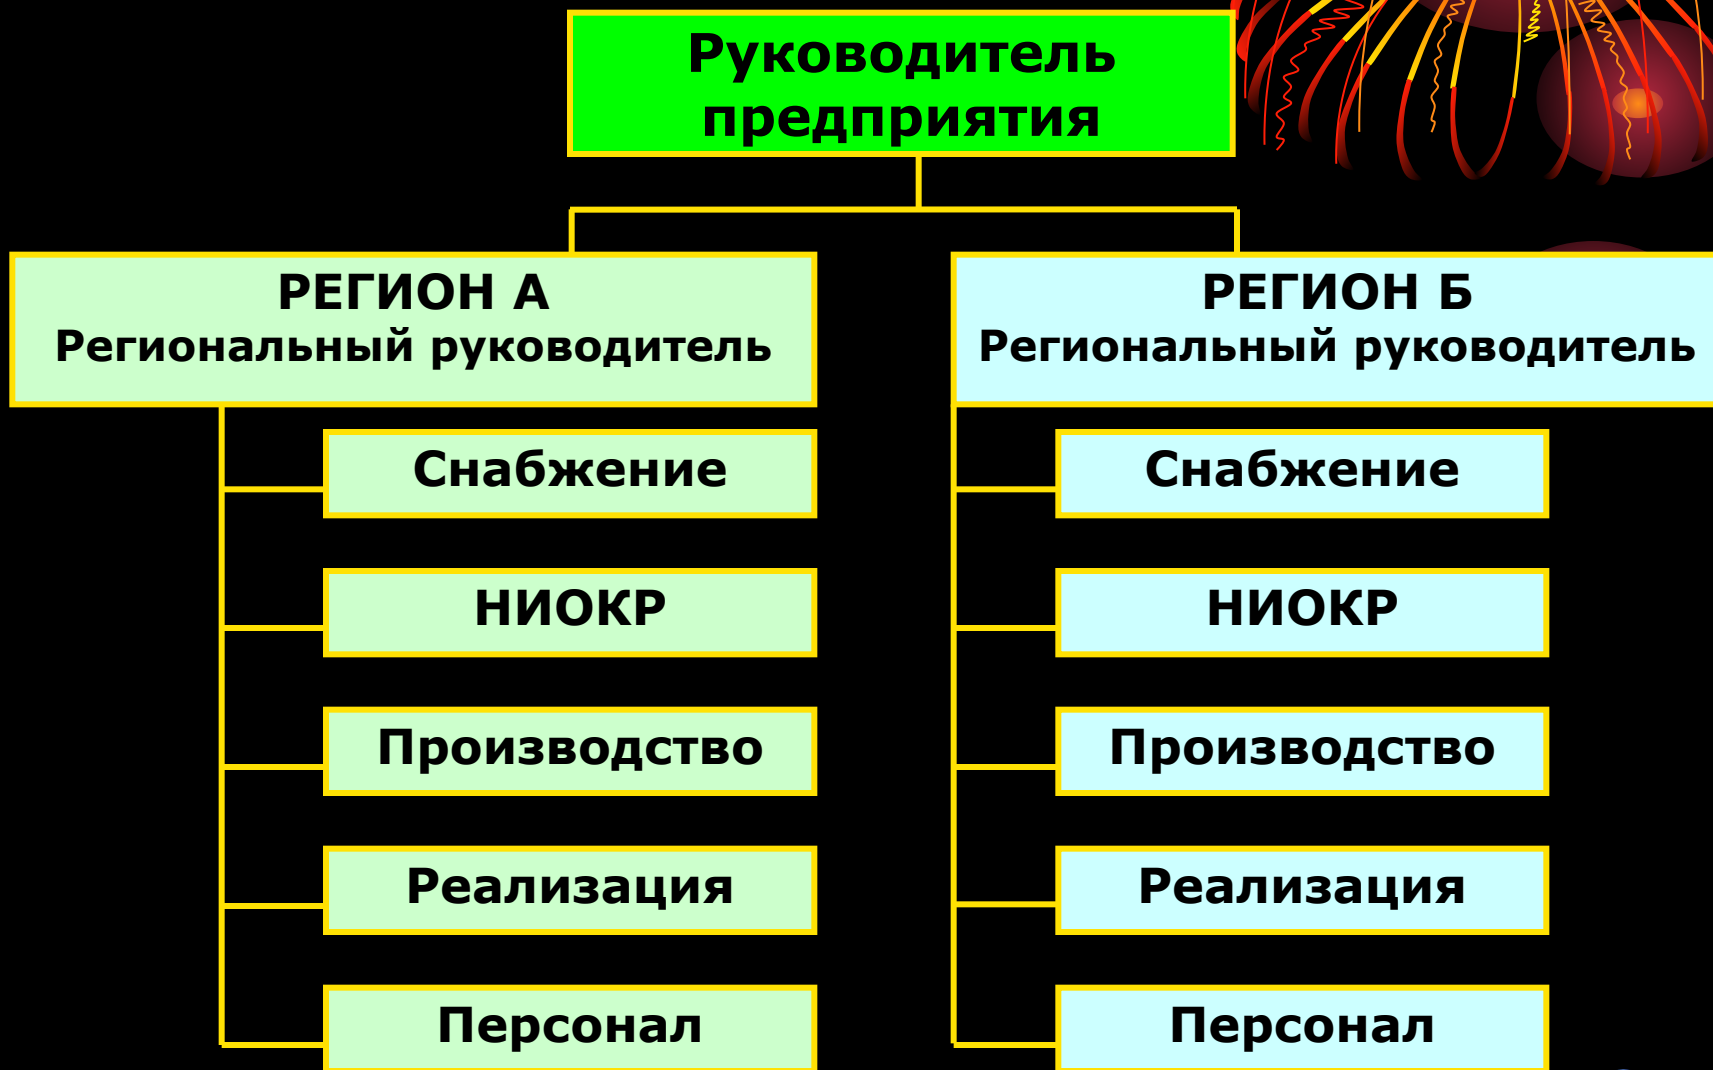 Руководитель
предприятия
РЕГИОН А
Региональный руководитель
РЕГИОН Б
Региональный руководитель
Снабжение
НИОКР
Производство
Реализация
Персонал
Снабжение
НИОКР
Производство
Реализация
Персонал